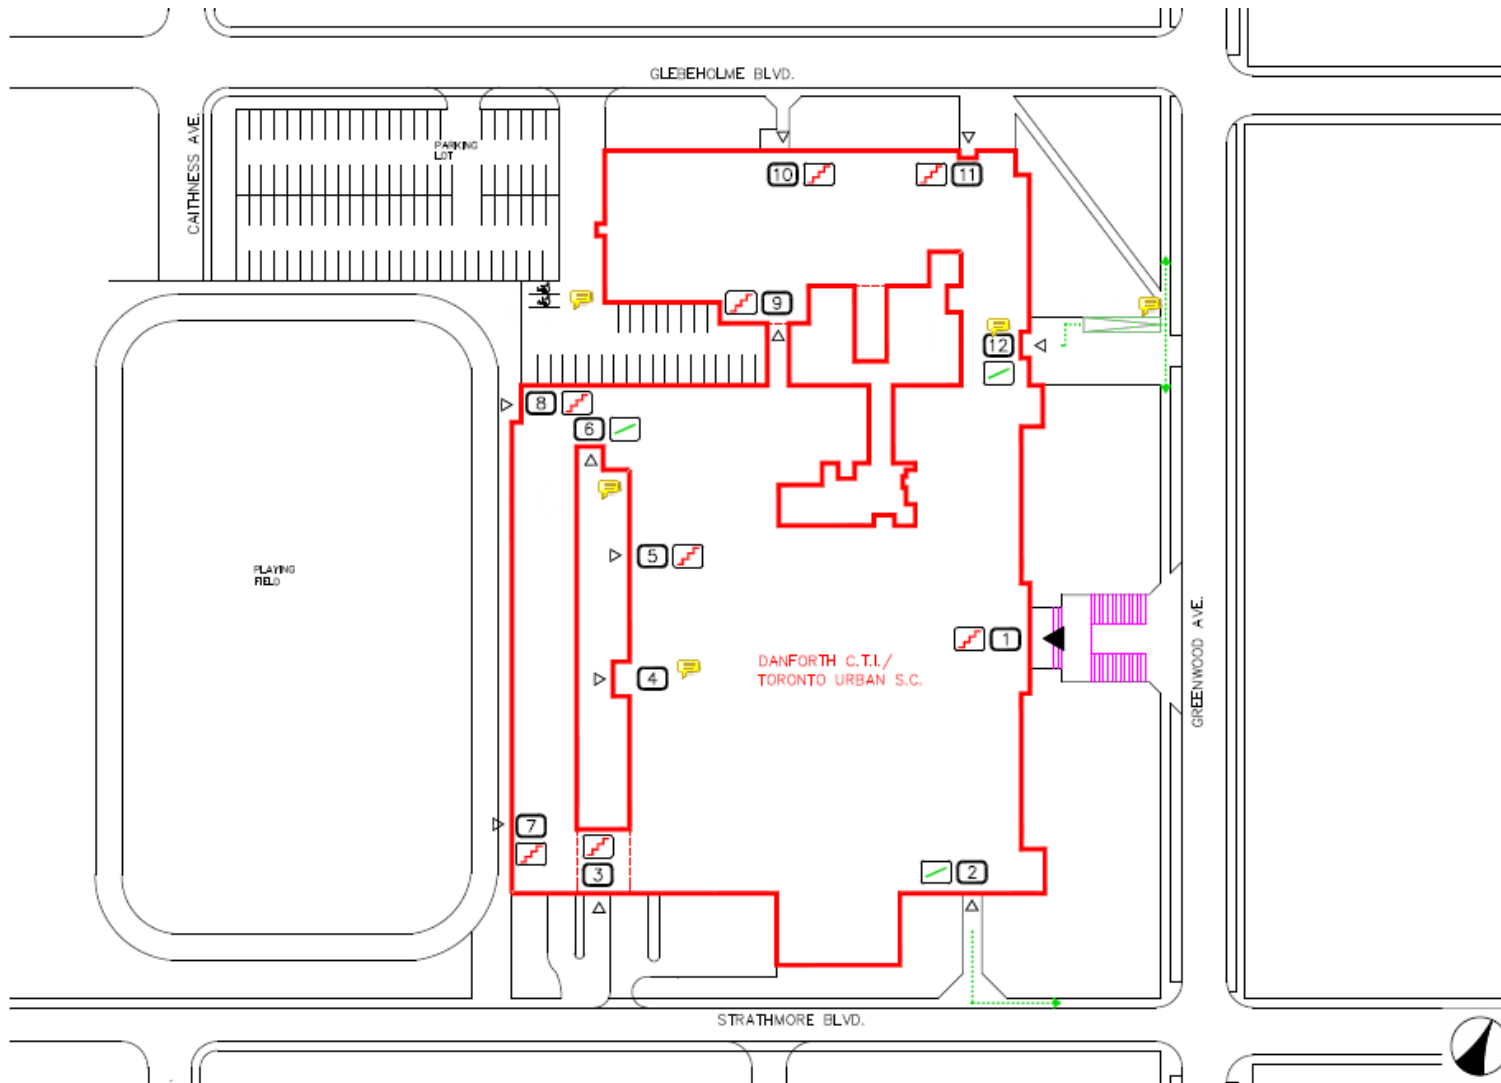 GLEBEHOLME BLVD.
CAITHNESS AVE.
PARKING
LOT
10
11
9
12
8
6
5
PLAYING
FIELD
1
GREENWOOD AVE.
DANFORTH C.T.I./
TORONTO URBAN S.C.
4
7
3
2
STRATHMORE BLVD.